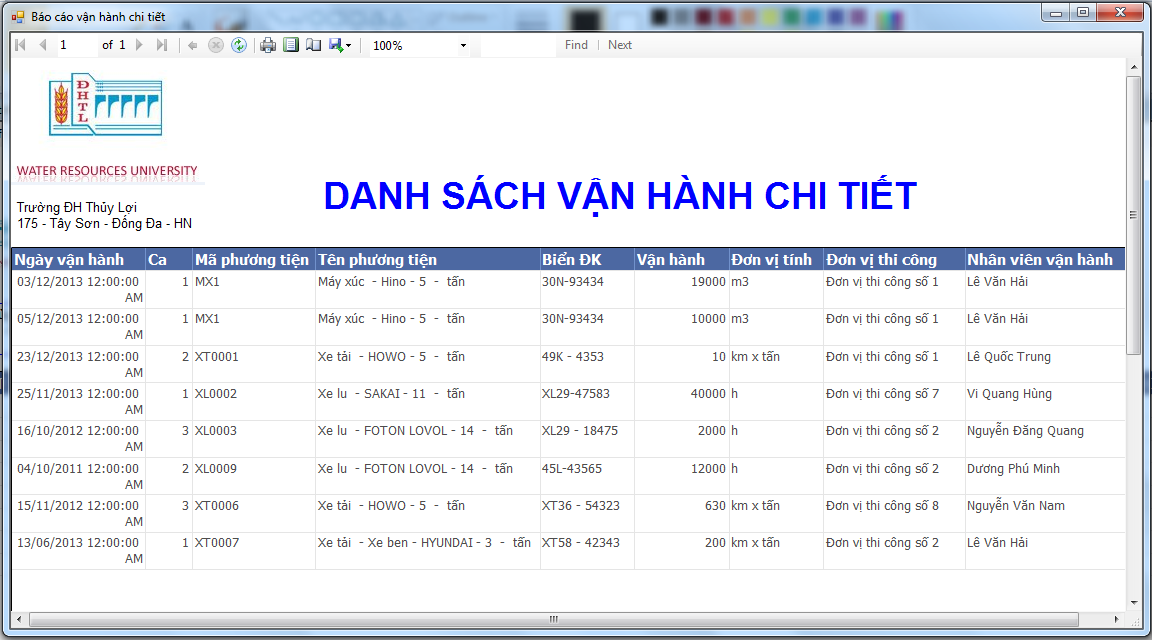 Báo cáo vận hành chi tiết
1 of 1 100% Find Next
ĐHTL
WATER RESOURCES UNIVERSITY
DANH SÁCH VẬN HÀNH CHI TIẾT
Trường ĐH Thủy Lợi
175 - Tây Sơn - Đống Đa - HN
Ngày vận hành Ca Mã phương tiện Tên phương tiện Biển ĐK Vận hành Đơn vị tính Đơn vị thi công Nhân viên vận hành
03/12/2013 12:00:00 1 MX1 Máy xúc - Hino - 5 - tấn 30N-93434 19000 m3 Đơn vị thi công số 1 Lê Văn Hải
AM
05/12/2013 12:00:00 1 MX1 Máy xúc - Hino - 5 - tấn 30N-93434 10000 m3 Đơn vị thi công số 1 Lê Văn Hải
AM
23/12/2013 12:00:00 2 XT0001 Xe tải - HOWO - 5 - tấn 49K - 4353 10 km x tấn Đơn vị thi công số 1 Lê Quốc Trung
AM
25/11/2013 12:00:00 1 XL0002 Xe lu - SAKAI - 11 - tấn XL29-47583 40000 h Đơn vị thi công số 7 Vi Quang Hùng
AM
16/10/2012 12:00:00 3 XL0003 Xe lu - FOTON LOVOL - 14 - tấn XL29 - 18475 2000 h Đơn vị thi công số 2 Nguyễn Đăng Quang
AM
04/10/2011 12:00:00 2 XL0009 Xe lu - FOTON LOVOL - 14 - tấn 45L-43565 12000 h Đơn vị thi công số 2 Dương Phú Minh
AM
15/11/2012 12:00:00 3 XT0006 Xe tải - HOWO - 5 - tấn XT36 - 54323 630 km x tấn Đơn vị thi công số 8 Nguyễn Văn Nam
AM
13/06/2013 12:00:00 1 XT0007 Xe tải - Xe ben - HYUNDAI - 3 - tấn XT58 - 42343 200 km x tấn Đơn vị thi công số 2 Lê Văn Hải
AM